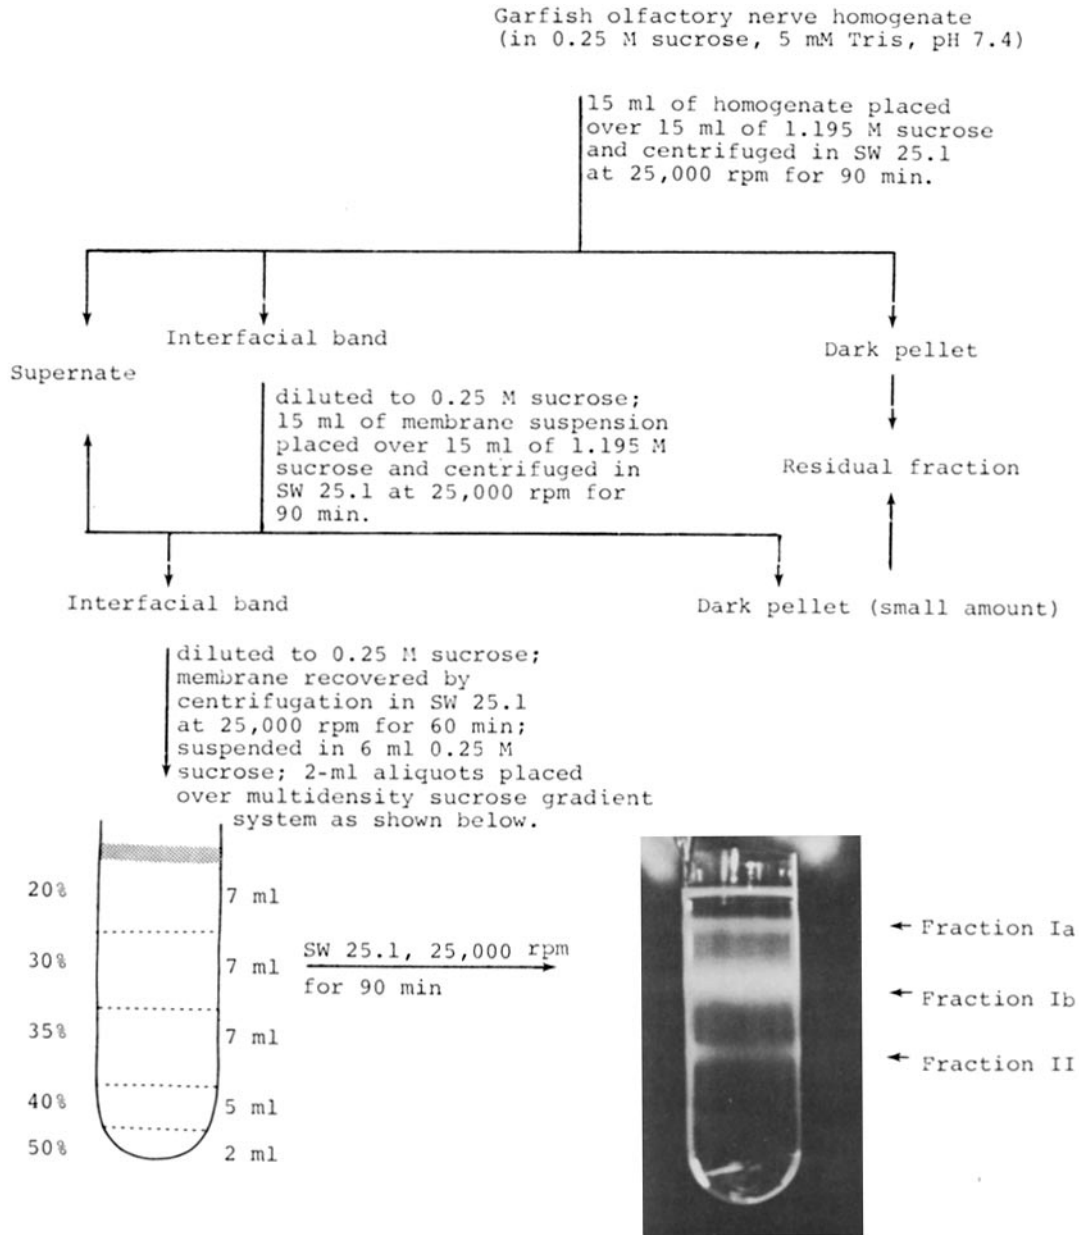 Garfish olfactory nerve homogenate
(in 0.25 M sucrose, 5 mM Tris, pH 7.4)
15 ml of homogenate placed
over 15 ml of 1.195 M sucrose
and centrifuged in SW 25.1
at 25,000 rpm for 90 min.
Supernate
Interfacial band
Dark pellet
diluted to 0.25 M sucrose;
15 ml of membrane suspension
placed over 15 ml of 1.195 M
sucrose and centrifuged in
SW 25.1 at 25,000 rpm for
90 min.
Residual fraction
Interfacial band
Dark pellet (small amount)
diluted to 0.25 M sucrose;
membrane recovered by
centrifugation in SW 25.1
at 25,000 rpm for 60 min;
suspended in 6 ml 0.25 M
sucrose; 2-ml aliquots placed
over multidensity sucrose gradient
system as shown below.
20% 7 ml
30% 7 ml
35% 7 ml
40% 5 ml
50% 2 ml
SW 25.1, 25,000 rpm
for 90 min
Fraction Ia
Fraction Ib
Fraction II